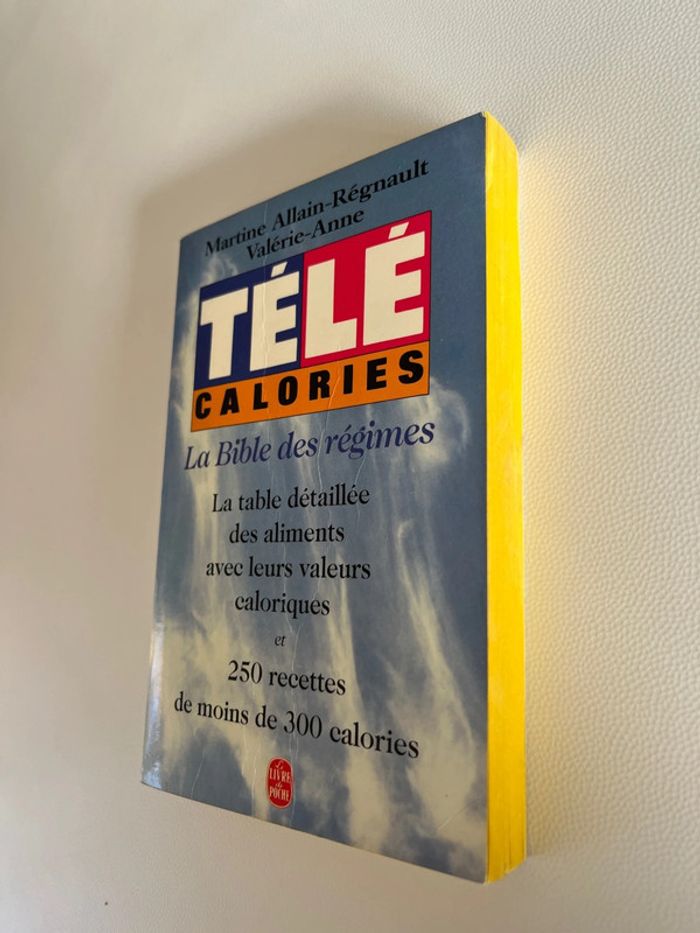 Martine Allain-Régnault
Valérie-Anne
TÉLÉ
CALORIES
La Bible des régimes
La table détaillée
des aliments
avec leurs valeurs
caloriques
et
250 recettes
de moins de 300 calories
Le
LIVRE
de
POCHE